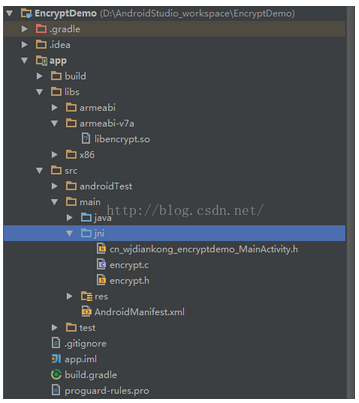 EncryptDemo (D:\AndroidStudio_workspace\EncryptDemo)
.gradle
.idea
app
build
libs
armeabi
armeabi-v7a
libencrypt.so
x86
src
androidTest
main
http://blog.csdn.net/
java
jni
cn_wjdiankong_encryptdemo_MainActivity.h
encrypt.c
encrypt.h
res
AndroidManifest.xml
test
.gitignore
app.iml
build.gradle
proguard-rules.pro